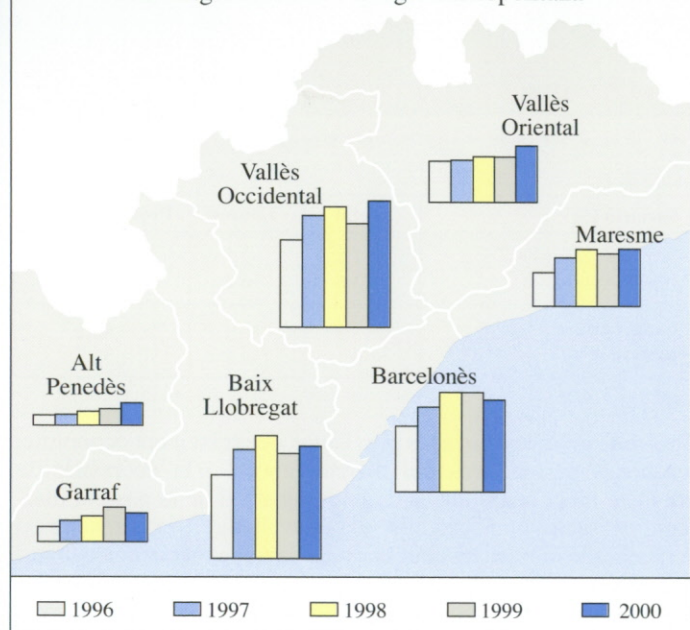 Vallès
Oriental
Vallès
Occidental
Maresme
Alt
Penedès
Baix
Llobregat
Barcelonès
Garraf
1996 1997 1998 1999 2000